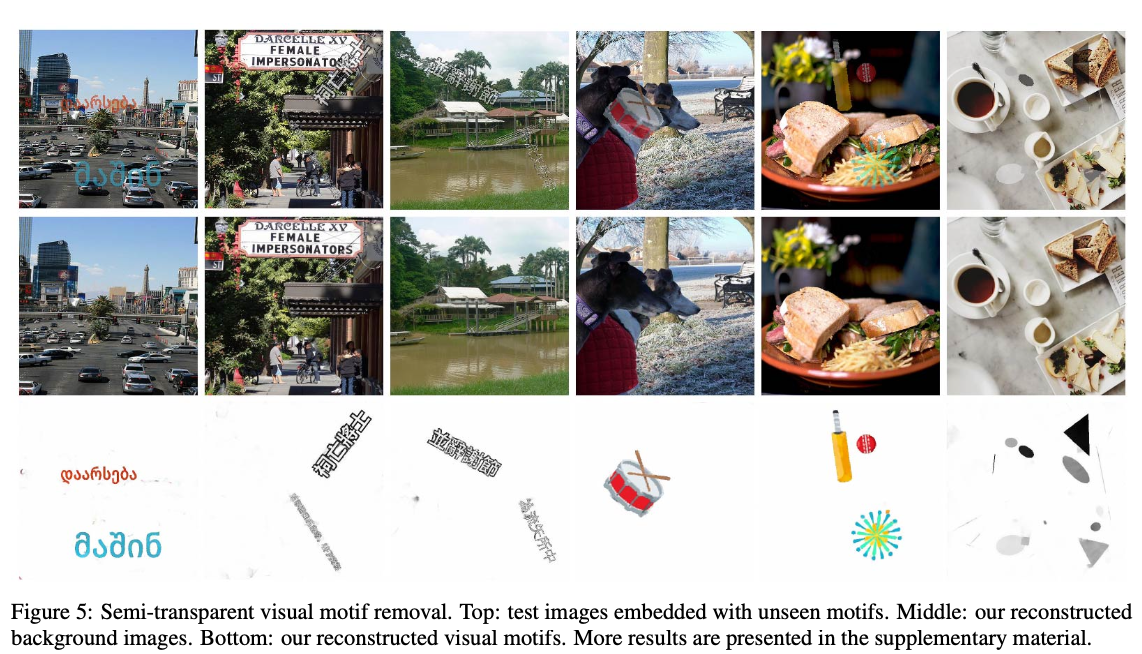 დაარსება
მაშინ
DARCELLE XV
FEMALE
IMPERSONATO
DARCELLE XV
FEMALE
IMPERSONATORS
დაარსება
მაშინ
Figure 5: Semi-transparent visual motif removal. Top: test images embedded with unseen motifs. Middle: our reconstructed
background images. Bottom: our reconstructed visual motifs. More results are presented in the supplementary material.